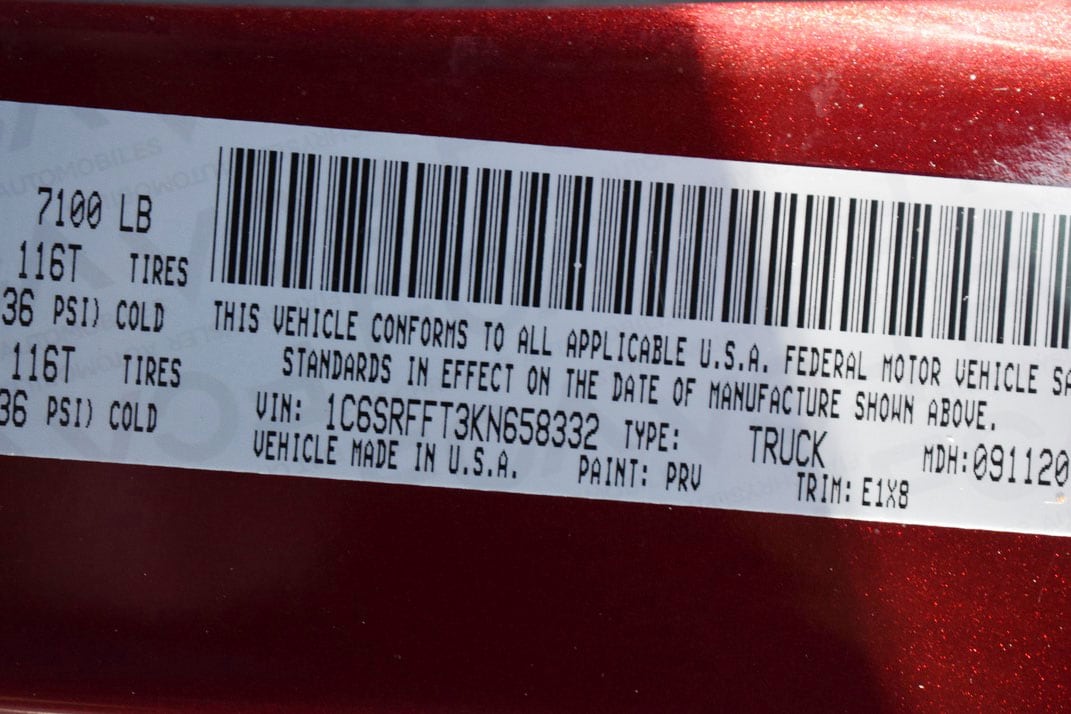 7100 LB
116T TIRES
36 PSI) COLD
116T TIRES
36 PSI) COLD
THIS VEHICLE CONFORMS TO ALL APPLICABLE U.S.A. FEDERAL MOTOR VEHICLE SA
STANDARDS IN EFFECT ON THE DATE OF MANUFACTURE SHOWN ABOVE.
VIN: 1C6SRFFT3KN658332 TYPE: TRUCK MDH:091120
VEHICLE MADE IN U.S.A. PAINT: PRV TRIM: E1X8
AUTOMOBILES